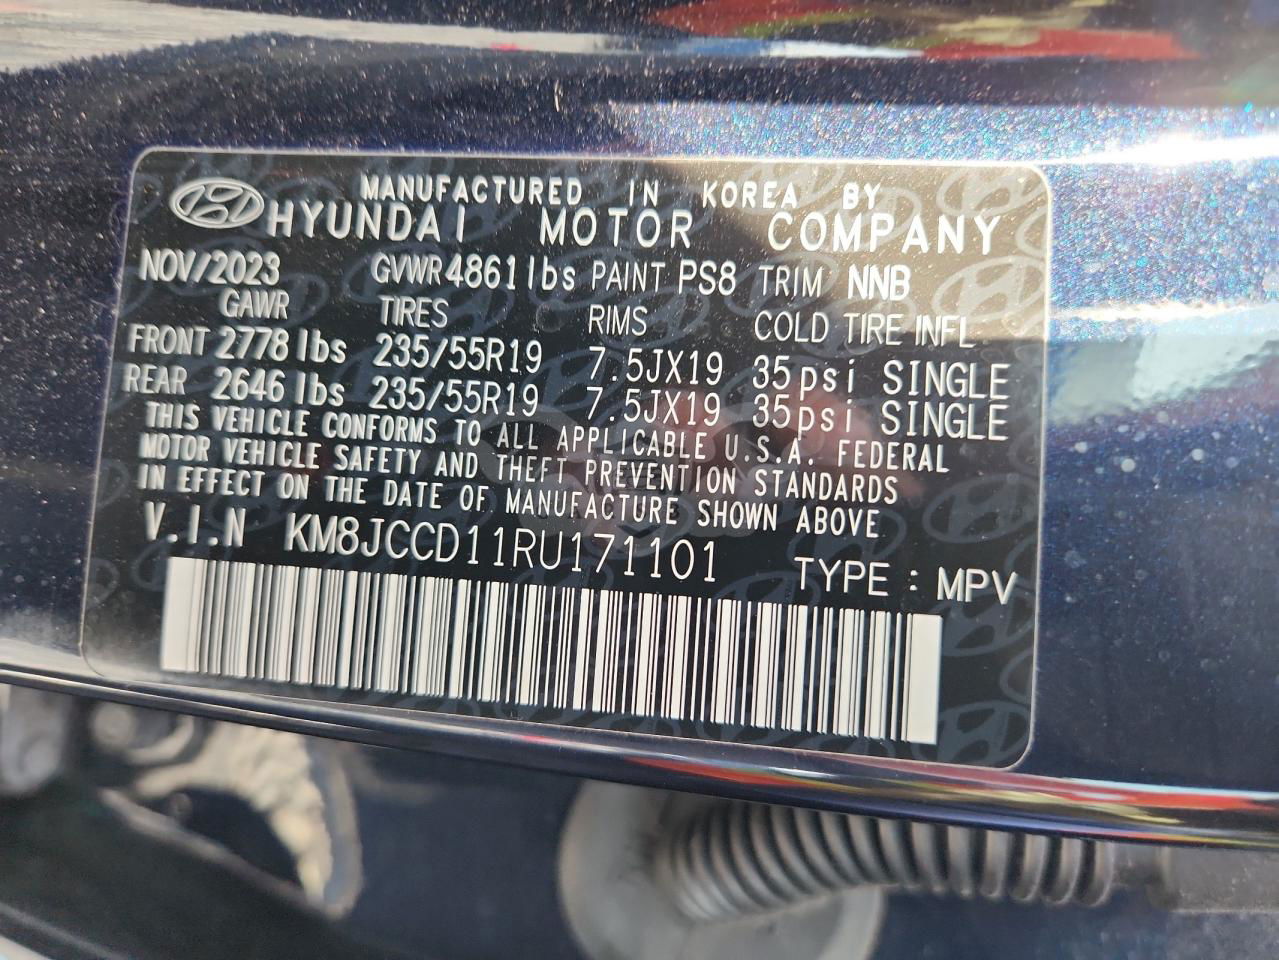 MANUFACTURED IN KOREA BY
HYUNDAI MOTOR COMPANY
NOV/2023 GVWR 4861 lbs PAINT PS8 TRIM NNB
GAWR TIRES RIMS COLD TIRE INFL
FRONT 2778 lbs 235/55R19 7.5JX19 35psi SINGLE
REAR 2646 lbs 235/55R19 7.5JX19 35psi SINGLE
THIS VEHICLE CONFORMS TO ALL APPLICABLE U.S.A. FEDERAL
MOTOR VEHICLE SAFETY AND THEFT PREVENTION STANDARDS
IN EFFECT ON THE DATE OF MANUFACTURE SHOWN ABOVE
V.I.N KM8JCCD11RU171101 TYPE : MPV